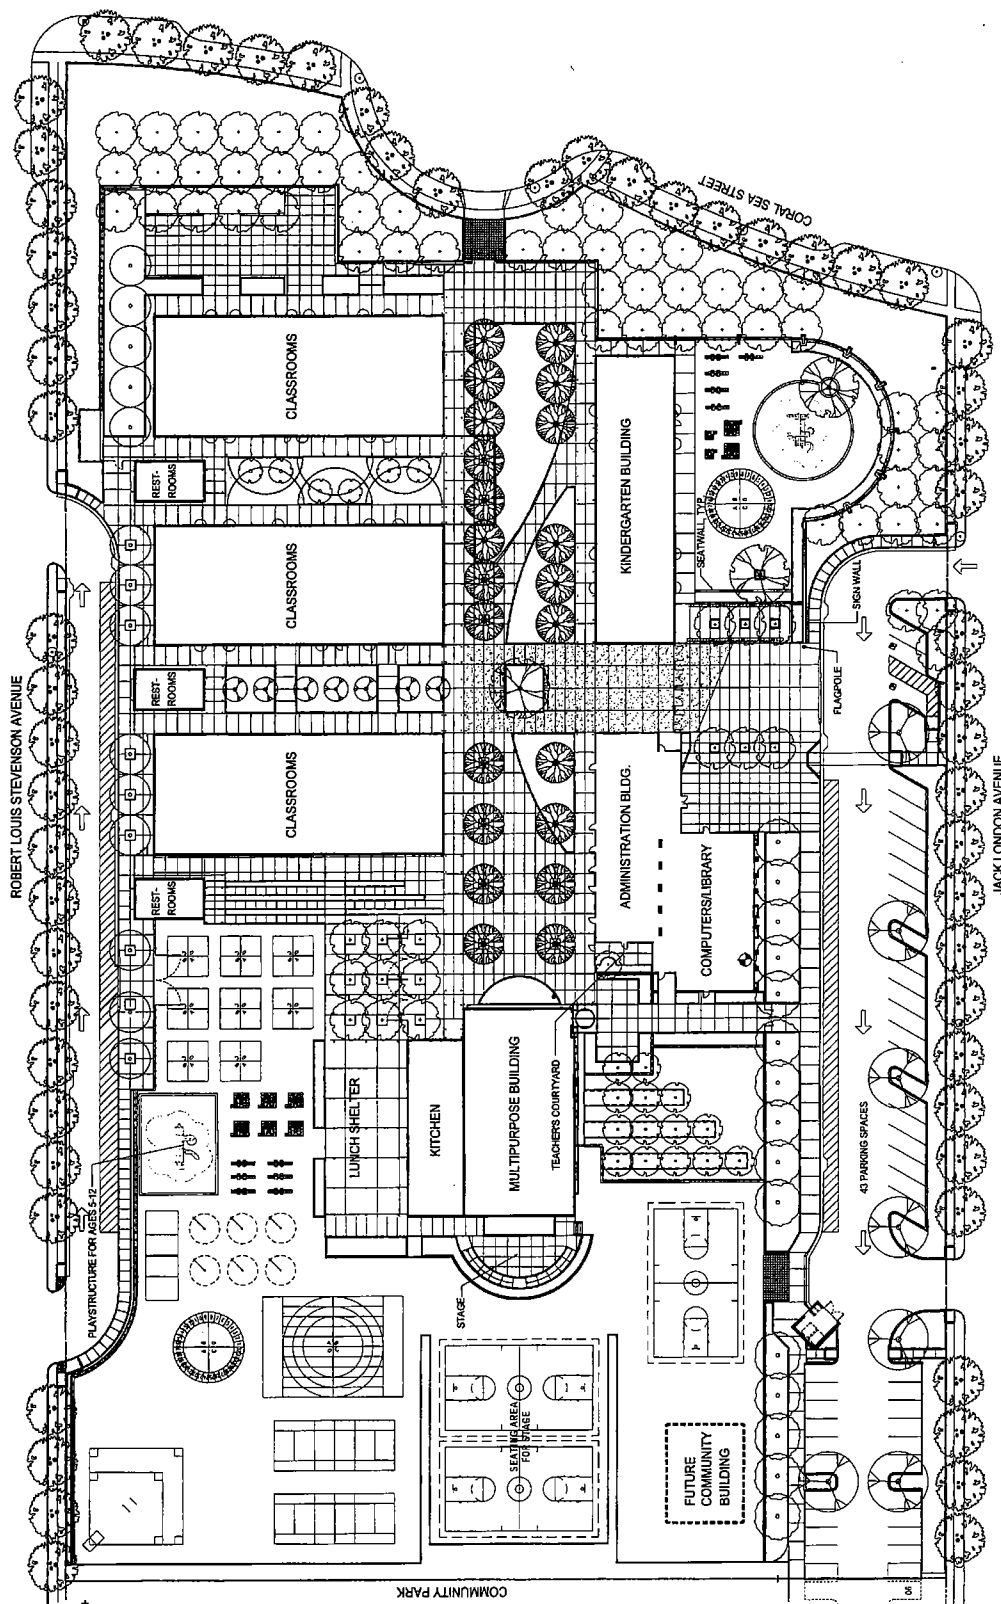 CORAL SEA STREET
ROBERT LOUIS STEVENSON AVENUE
JACK LONDON AVENUE
CLASSROOMS
REST-
ROOMS
CLASSROOMS
REST-
ROOMS
CLASSROOMS
REST-
ROOMS
KINDERGARTEN BUILDING
SEATWALL, TYP.
SIGN WALL
FLAGPOLE
ADMINISTRATION BLDG.
COMPUTERS/LIBRARY
LUNCH SHELTER
KITCHEN
MULTIPURPOSE BUILDING
TEACHER'S COURTYARD
43 PARKING SPACES
PLAYSTRUCTURE FOR AGES 5-12
STAGE
SEATING AREA
FOR STAGE
FUTURE
COMMUNITY
BUILDING
COMMUNITY PARK